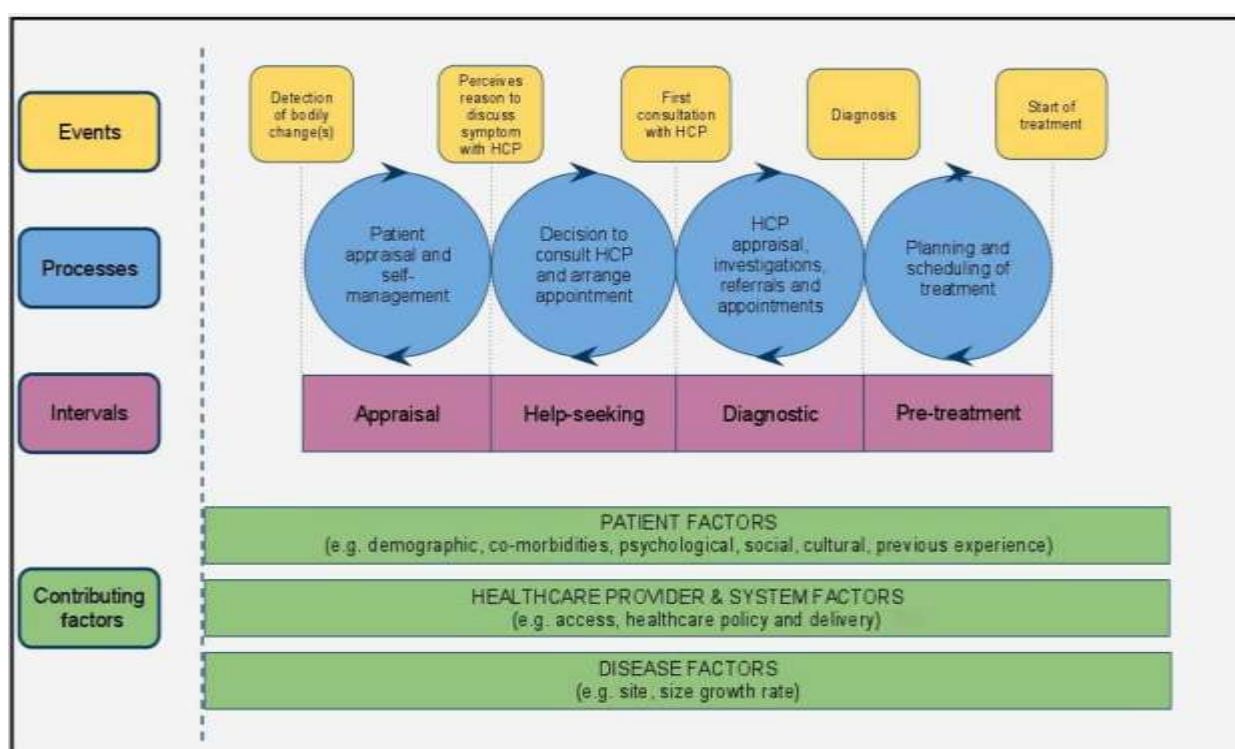 Events
Detection
of bodily
change(s)
Perceives
reason to
discuss
symptom
with HCP
First
consultation
with HCP
Diagnosis
Start of
treatment
Processes
Patient
appraisal and
self-
management
Decision to
consult HCP
and arrange
appointment
HCP
appraisal,
investigations,
referrals and
appointments
Planning and
scheduling of
treatment
Intervals
Appraisal
Help-seeking
Diagnostic
Pre-treatment
Contributing
factors
PATIENT FACTORS
(e.g. demographic, co-morbidities, psychological, social, cultural, previous experience)
HEALTHCARE PROVIDER & SYSTEM FACTORS
(e.g. access, healthcare policy and delivery)
DISEASE FACTORS
(e.g. site, size growth rate)